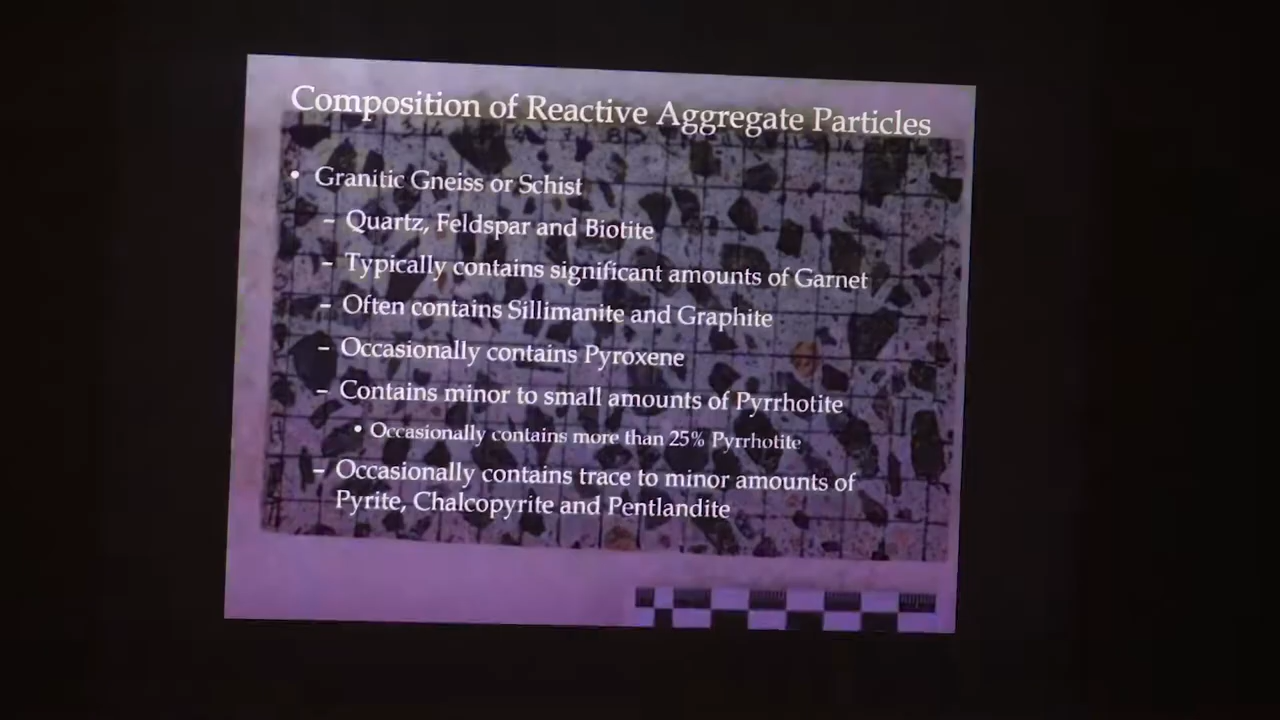 Composition of Reactive Aggregate Particles
• Granitic Gneiss or Schist
– Quartz, Feldspar and Biotite
– Typically contains significant amounts of Garnet
– Often contains Sillimanite and Graphite
– Occasionally contains Pyroxene
– Contains minor to small amounts of Pyrrhotite
• Occasionally contains more than 25% Pyrrhotite
– Occasionally contains trace to minor amounts of
Pyrite, Chalcopyrite and Pentlandite